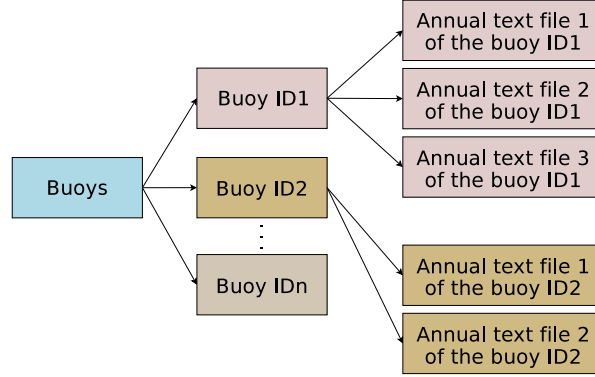 Buoys
Buoy ID1
Buoy ID2
Buoy IDn
Annual text file 1
of the buoy ID1
Annual text file 2
of the buoy ID1
Annual text file 3
of the buoy ID1
Annual text file 1
of the buoy ID2
Annual text file 2
of the buoy ID2